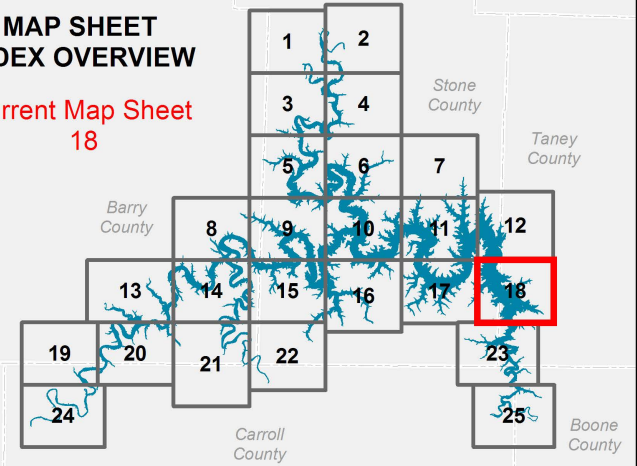 MAP SHEET
DEX OVERVIEW
rrent Map Sheet
18
1
2
Stone
County
3
4
Taney
County
5
6
7
Barry
County
8
9
10
11
12
13
14
15
16
17
18
19
20
21
22
23
24
25
Carroll
County
Boone
County